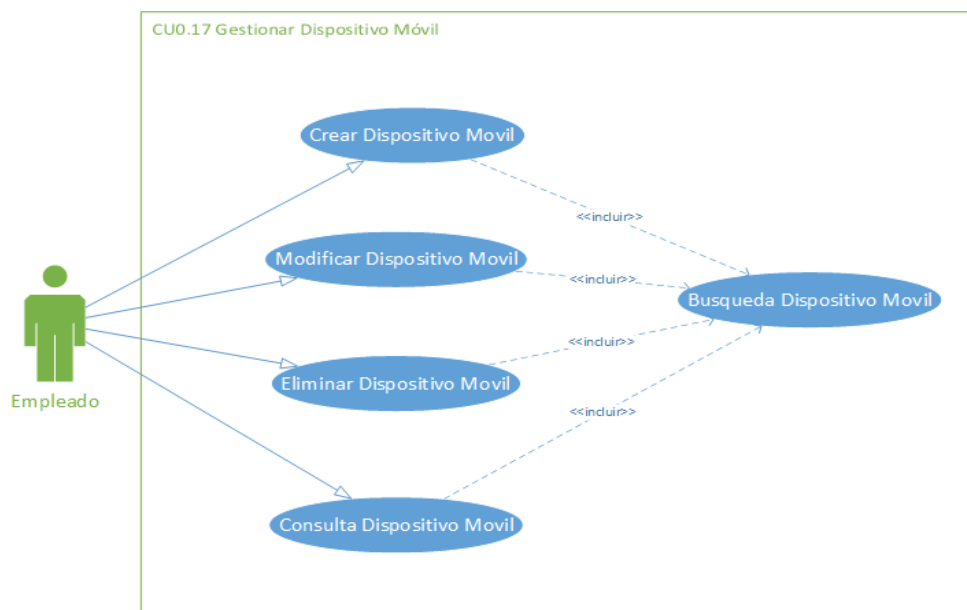 CU0.17 Gestionar Dispositivo Móvil
Crear Dispositivo Movil
<<incluir>>
Modificar Dispositivo Movil
<<incluir>>
Busqueda Dispositivo Movil
<<incluir>>
Eliminar Dispositivo Movil
Empleado
<<incluir>>
Consulta Dispositivo Movil